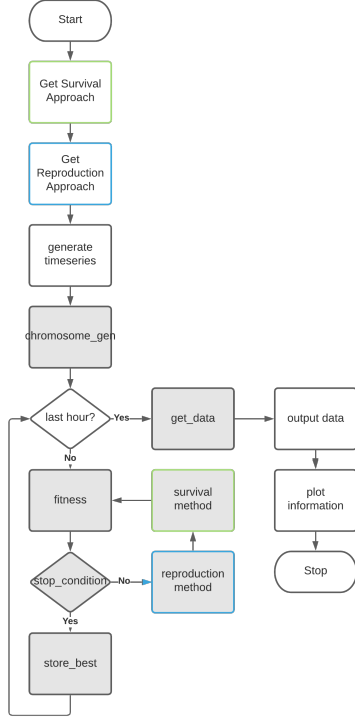 Start
Get Survival
Approach
Get
Reproduction
Approach
generate
timeseries
chromosome_gen
last hour?
Yes
get_data
output data
No
fitness
survival
method
plot
information
stop_condition
No
reproduction
method
Stop
Yes
store_best